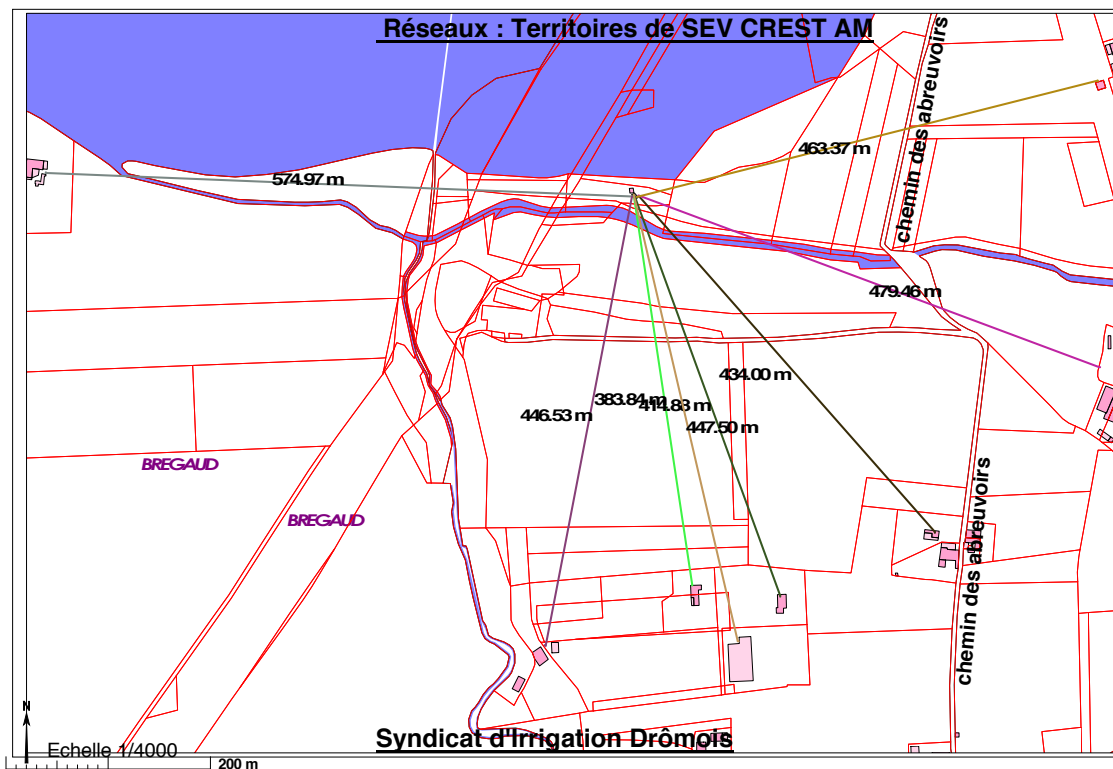 Réseaux : Territoires de SEV CREST AM
chemin des abreuvoirs
463.37 m
574.97 m
479.46 m
434.00 m
383.84 m
414.83 m
446.53 m
447.50 m
BREGAUD
BREGAUD
chemin des abreuvoirs
N
Echelle 1/4000
Syndicat d'Irrigation Drômois
200 m